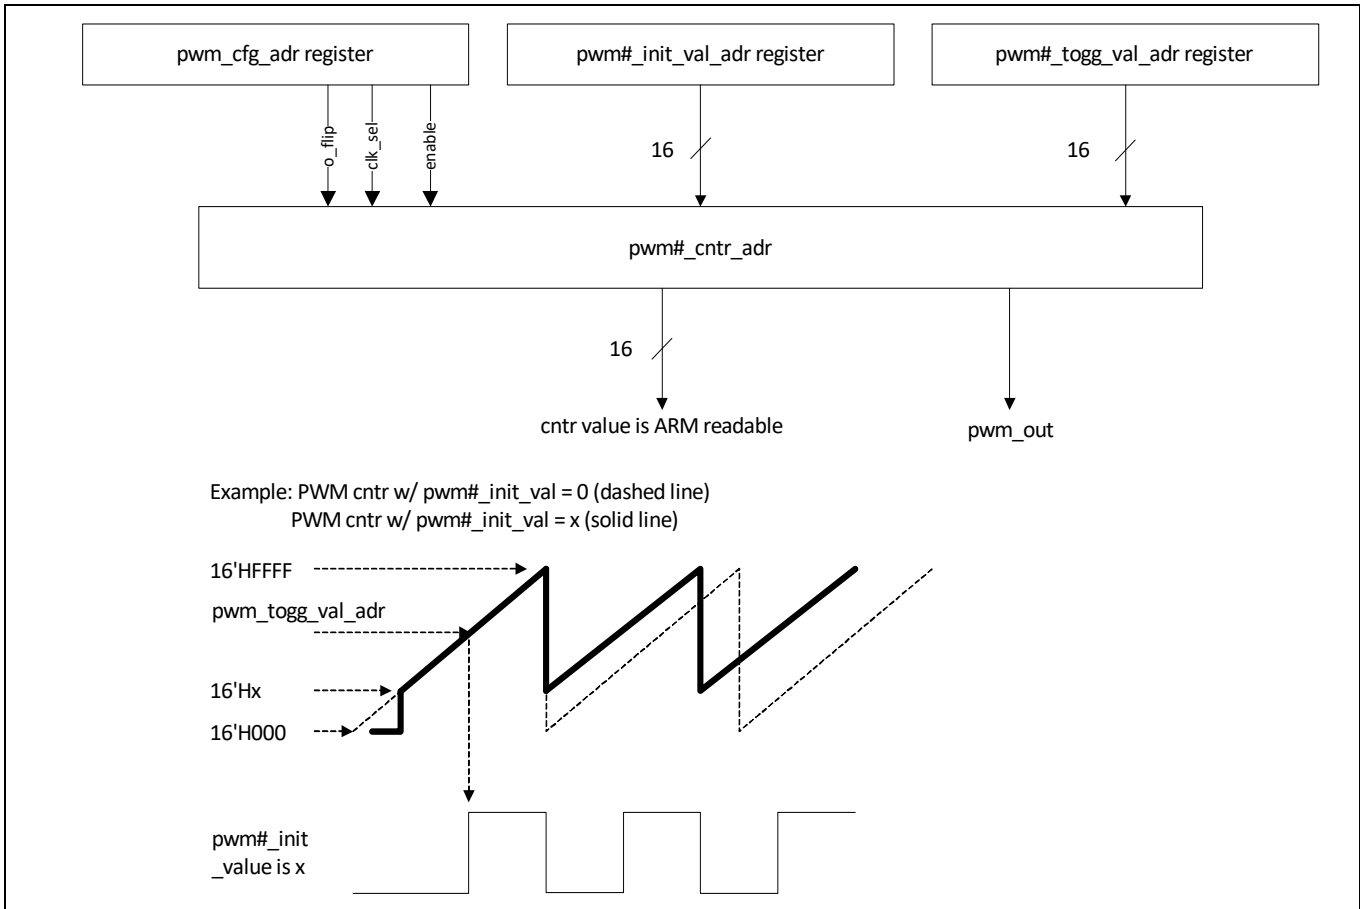 pwm_cfg_adr register
pwm#_init_val_adr register
pwm#_togg_val_adr register
o_flip
clk_sel
enable
16
16
pwm#_cntr_adr
16
cntr value is ARM readable
pwm_out
Example: PWM cntr w/ pwm#_init_val = 0 (dashed line)
PWM cntr w/ pwm#_init_val = x (solid line)
16'HFFFF
pwm_togg_val_adr
16'Hx
16'H000
pwm#_init
_value is x